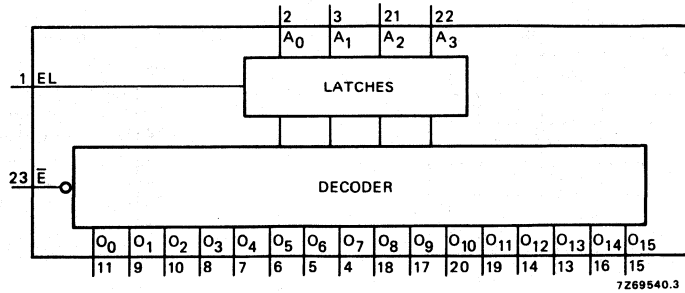 2 3 21 22
A0 A1 A2 A3
1 EL
LATCHES
23 E̅
DECODER
O0 O1 O2 O3 O4 O5 O6 O7 O8 O9 O10 O11 O12 O13 O14 O15
11 9 10 8 7 6 5 4 18 17 20 19 14 13 16 15
7Z69540.3